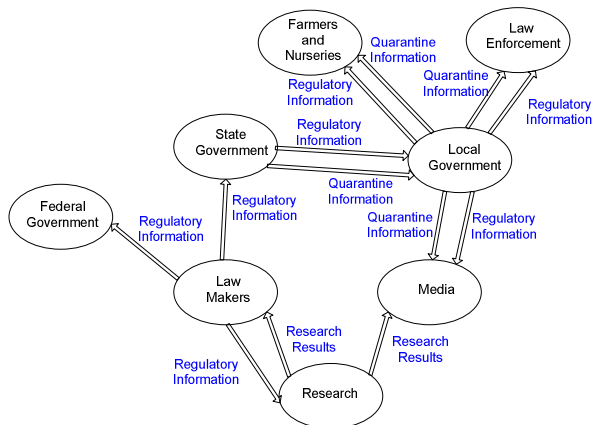 Farmers
and
Nurseries
Law
Enforcement
Quarantine
Information
Quarantine
Information
Regulatory
Information
Regulatory
Information
State
Government
Regulatory
Information
Local
Government
Quarantine
Information
Federal
Government
Regulatory
Information
Regulatory
Information
Quarantine
Information
Regulatory
Information
Law
Makers
Media
Research
Results
Research
Results
Regulatory
Information
Research